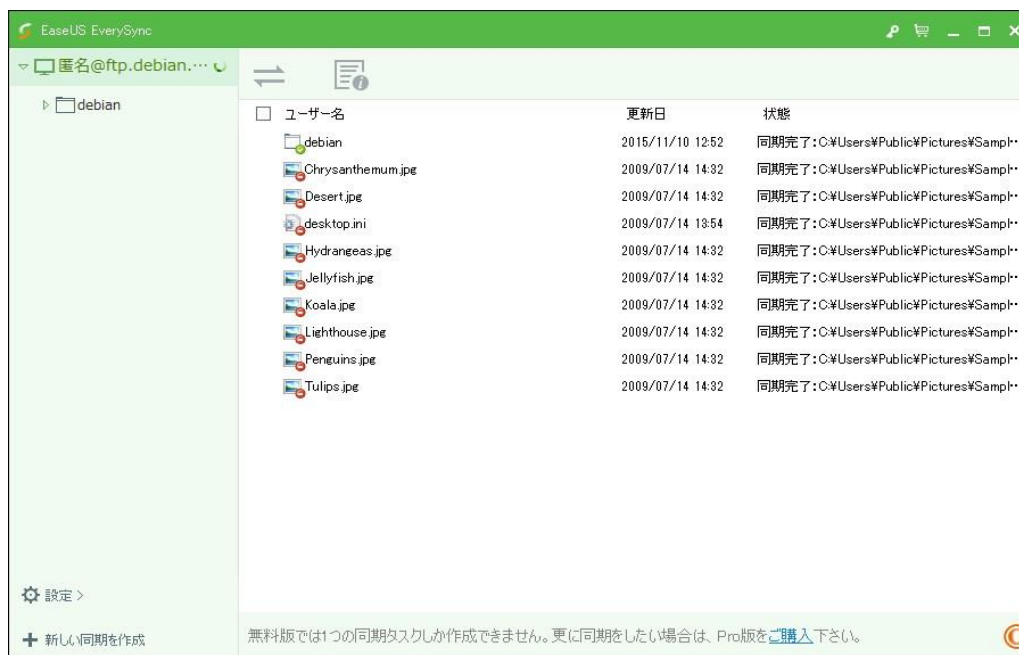 EaseUS EverySync
匿名@ftp.debian.…
debian
ユーザー名 更新日 状態
debian 2015/11/10 12:52 同期完了:C:¥Users¥Public¥Pictures¥Sampl…
Chrysanthemum.jpg 2009/07/14 14:32 同期完了:C:¥Users¥Public¥Pictures¥Sampl…
Desert.jpg 2009/07/14 14:32 同期完了:C:¥Users¥Public¥Pictures¥Sampl…
desktop.ini 2009/07/14 13:54 同期完了:C:¥Users¥Public¥Pictures¥Sampl…
Hydrangeas.jpg 2009/07/14 14:32 同期完了:C:¥Users¥Public¥Pictures¥Sampl…
Jellyfish.jpg 2009/07/14 14:32 同期完了:C:¥Users¥Public¥Pictures¥Sampl…
Koala.jpg 2009/07/14 14:32 同期完了:C:¥Users¥Public¥Pictures¥Sampl…
Lighthouse.jpg 2009/07/14 14:32 同期完了:C:¥Users¥Public¥Pictures¥Sampl…
Penguins.jpg 2009/07/14 14:32 同期完了:C:¥Users¥Public¥Pictures¥Sampl…
Tulips.jpg 2009/07/14 14:32 同期完了:C:¥Users¥Public¥Pictures¥Sampl…
設定 >
新しい同期を作成
無料版では1つの同期タスクしか作成できません。更に同期をしたい場合は、Pro版をご購入下さい。